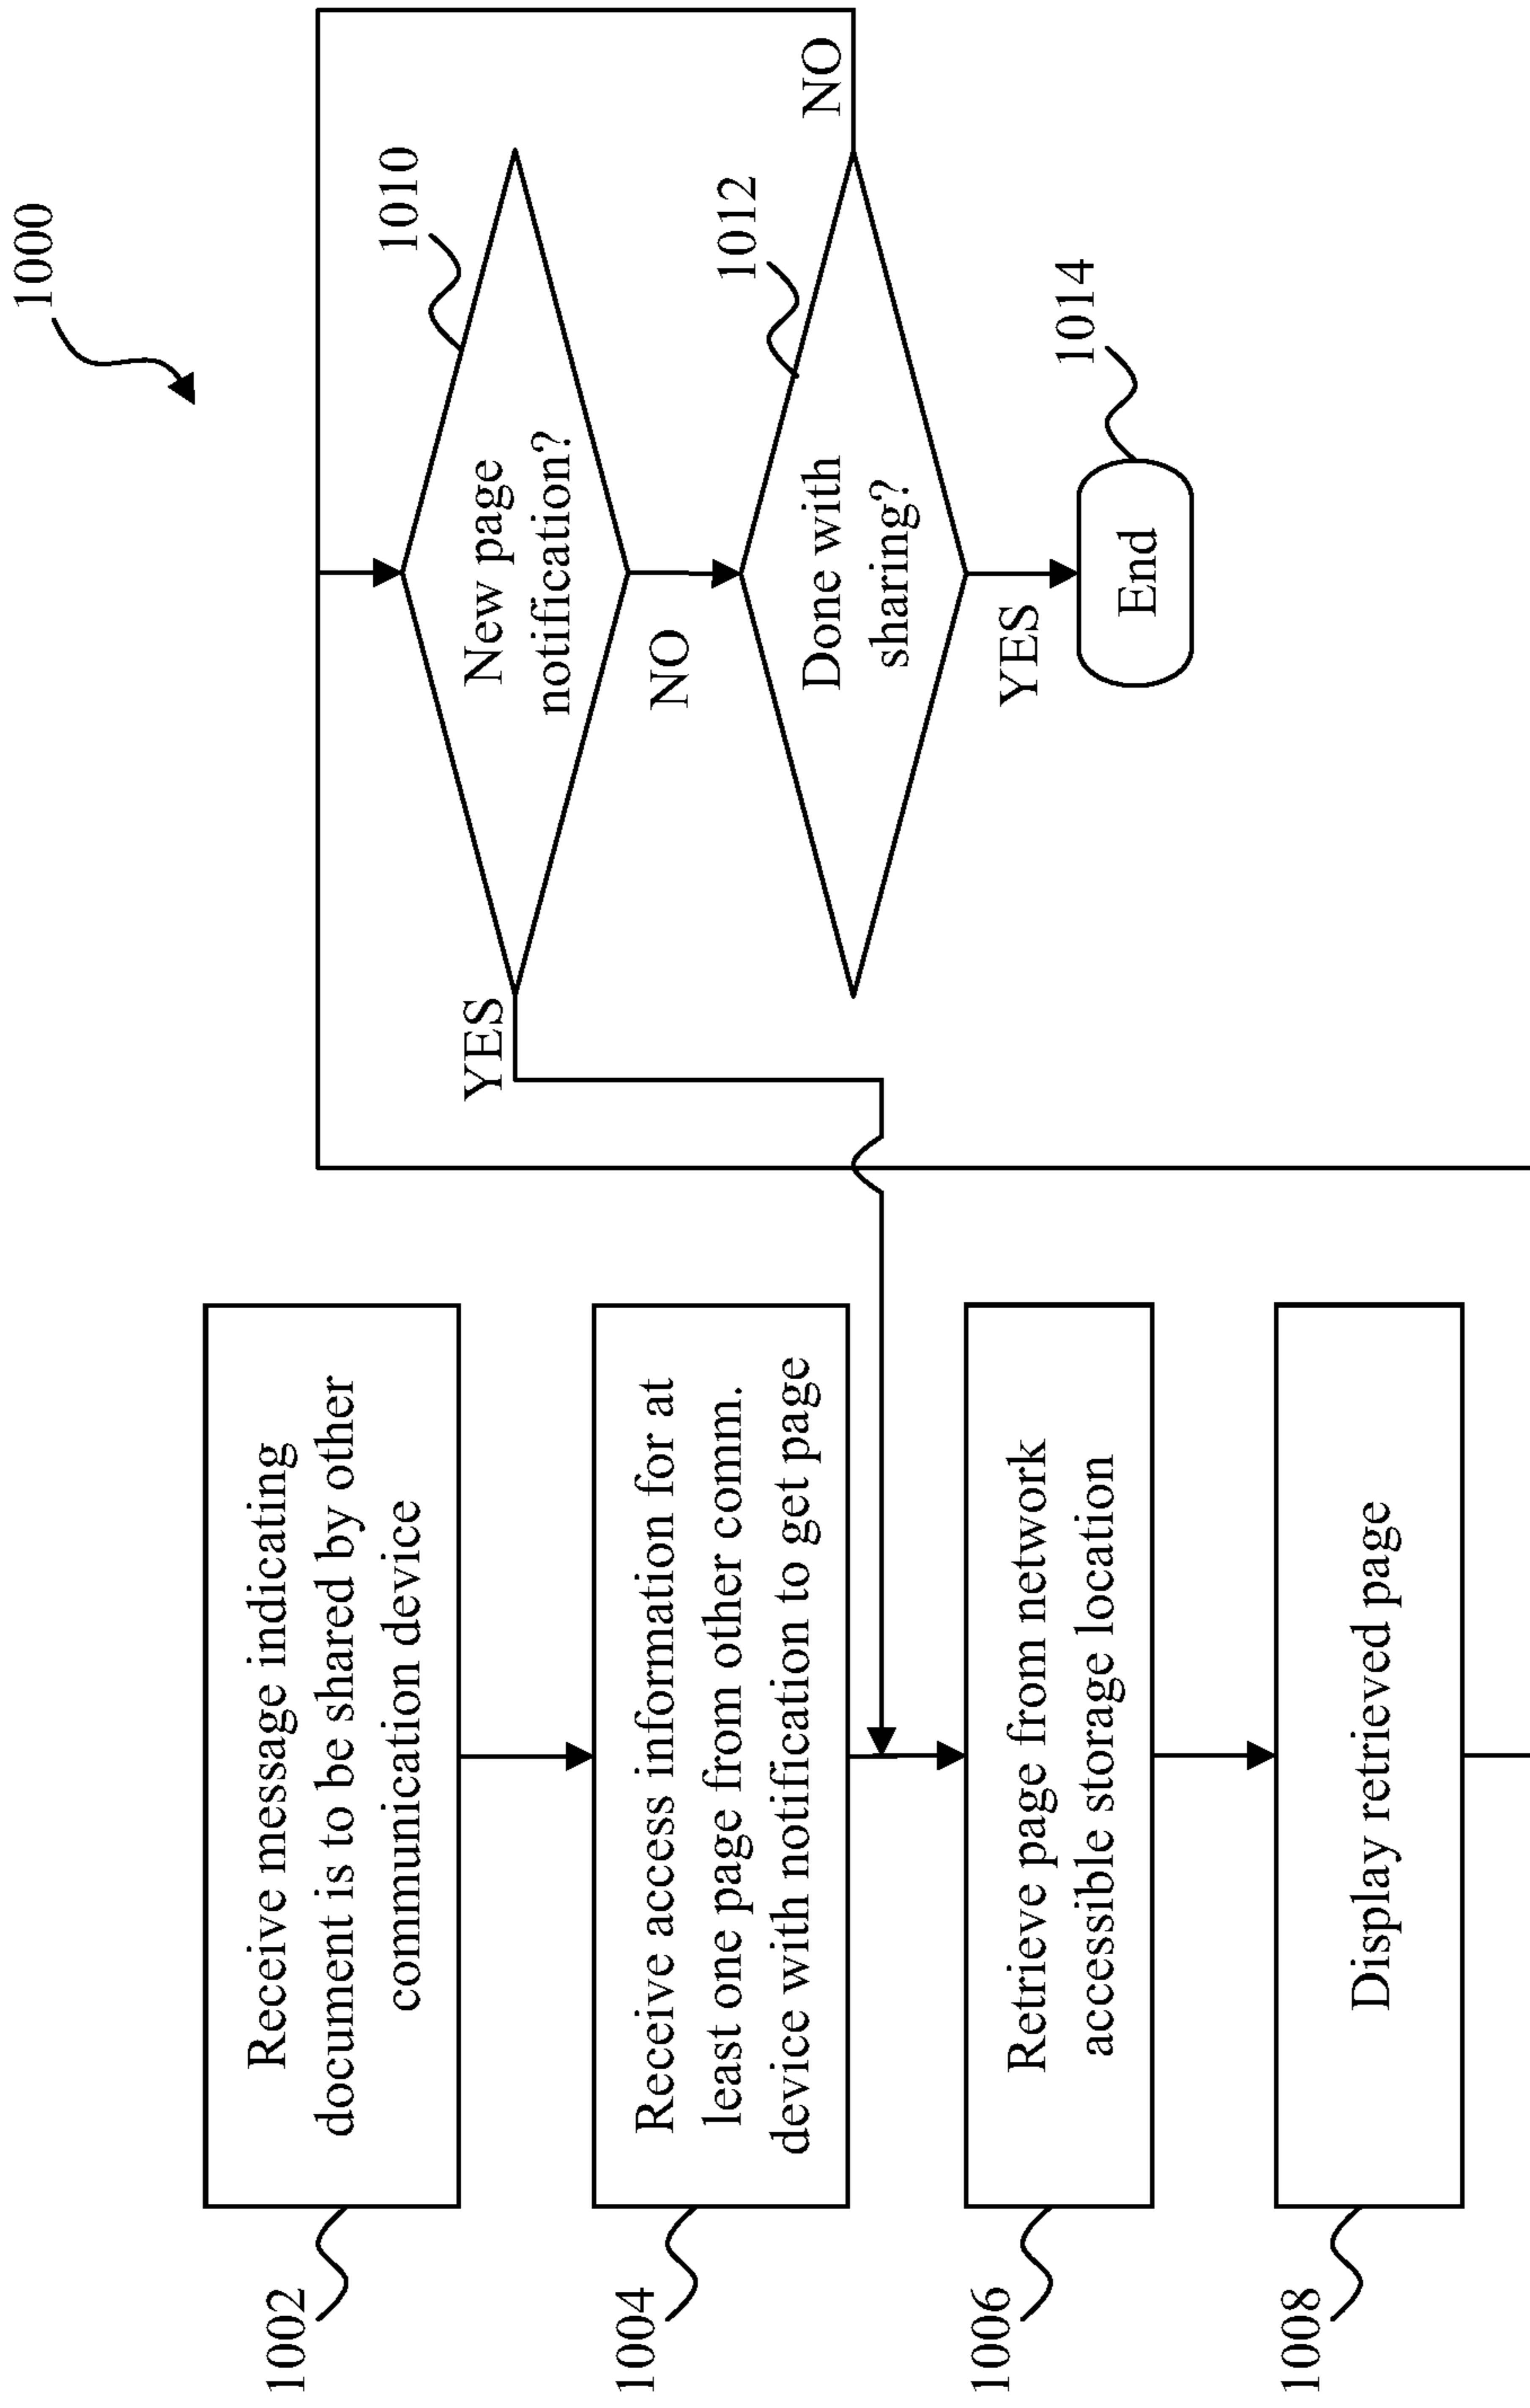 1000
1002
Receive message indicating
document is to be shared by other
communication device
1004
Receive access information for at
least one page from other comm.
device with notification to get page
1006
Retrieve page from network
accessible storage location
1008
Display retrieved page
1010
New page
notification?
YES
NO
1012
Done with
sharing?
NO
YES
1014
End